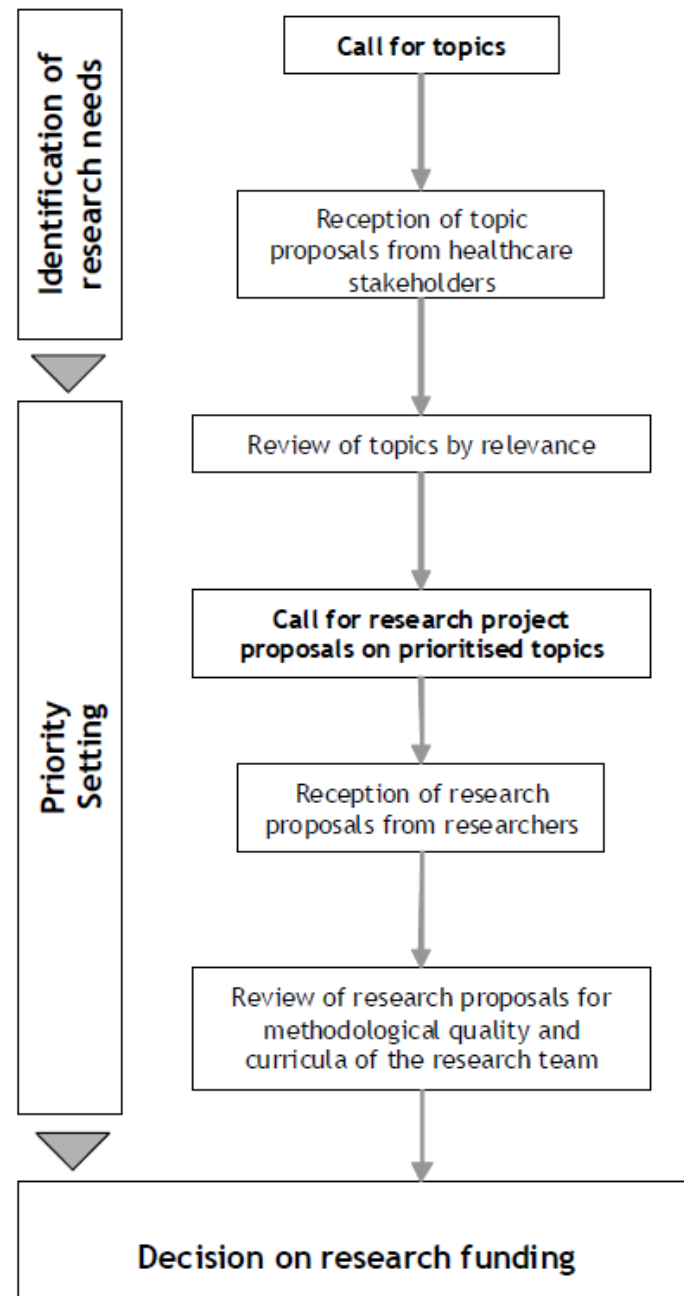 Identification of
research needs
Call for topics
Reception of topic
proposals from healthcare
stakeholders
Priority
Setting
Review of topics by relevance
Call for research project
proposals on prioritised topics
Reception of research
proposals from researchers
Review of research proposals for
methodological quality and
curricula of the research team
Decision on research funding